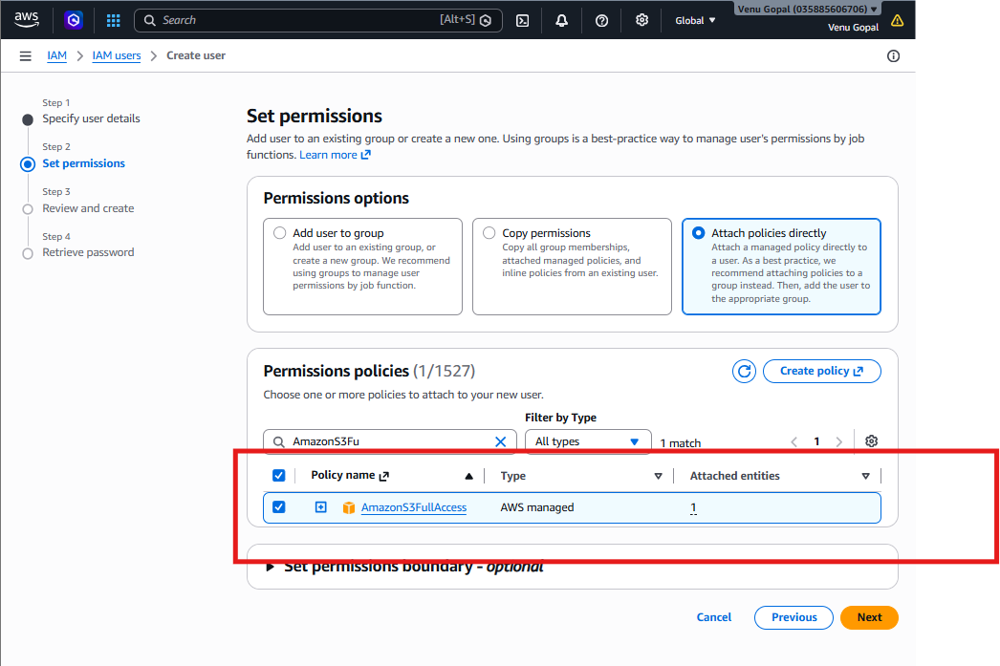 aws
Search
[Alt+S]
Global
Venu Gopal (035885606706)
Venu Gopal
IAM
IAM users
Create user
Step 1
Specify user details
Step 2
Set permissions
Step 3
Review and create
Step 4
Retrieve password
Set permissions
Add user to an existing group or create a new one. Using groups is a best-practice way to manage user's permissions by job
functions. Learn more
Permissions options
Add user to group
Add user to an existing group, or
create a new group. We recommend
using groups to manage user
permissions by job function.
Copy permissions
Copy all group memberships,
attached managed policies, and
inline policies from an existing user.
Attach policies directly
Attach a managed policy directly to
a user. As a best practice, we
recommend attaching policies to a
group instead. Then, add the user to
the appropriate group.
Permissions policies (1/1527)
Create policy
Choose one or more policies to attach to your new user.
Filter by Type
AmazonS3Fu
All types
1 match
1
Policy name
Type
Attached entities
AmazonS3FullAccess
AWS managed
1
Set permissions boundary - optional
Cancel
Previous
Next